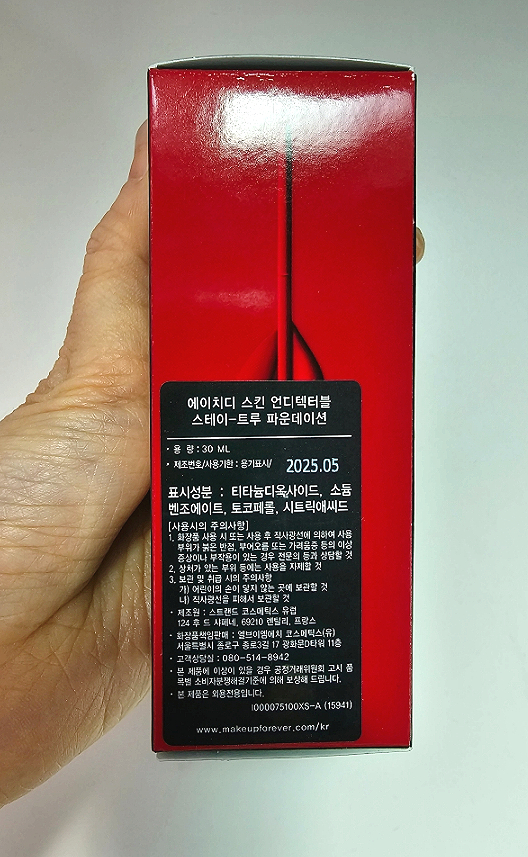 에이치디 스킨 언디텍터블
스테이-트루 파운데이션
· 용 량 : 30 ML
· 제조번호/사용기한 : 용기표시/ 2025.05
표시성분 : 티타늄디옥사이드, 소듐
벤조에이트, 토코페롤, 시트릭애씨드
[사용시의 주의사항]
1. 화장품 사용 시 또는 사용 후 직사광선에 의하여 사용
부위가 붉은 반점, 부어오름 또는 가려움증 등의 이상
증상이나 부작용이 있는 경우 전문의 등과 상담할 것
2. 상처가 있는 부위 등에는 사용을 자제할 것
3. 보관 및 취급 시의 주의사항
가) 어린이의 손이 닿지 않는 곳에 보관할 것
나) 직사광선을 피해서 보관할 것
· 제조원 : 스트랜드 코스메틱스 유럽
124 루 드 샤페네, 69210 렌틸리, 프랑스
· 화장품책임판매 : 엘브이엠에치 코스메틱스(유)
서울특별시 종로구 종로3길 17 광화문D타워 11층
· 고객상담실 : 080-514-8942
· 본 제품에 이상이 있을 경우 공정거래위원회 고시 품
목별 소비자분쟁해결기준에 의해 보상해 드립니다.
· 본 제품은 외용전용입니다.
I000075100XS-A (15941)
www.makeupforever.com/kr